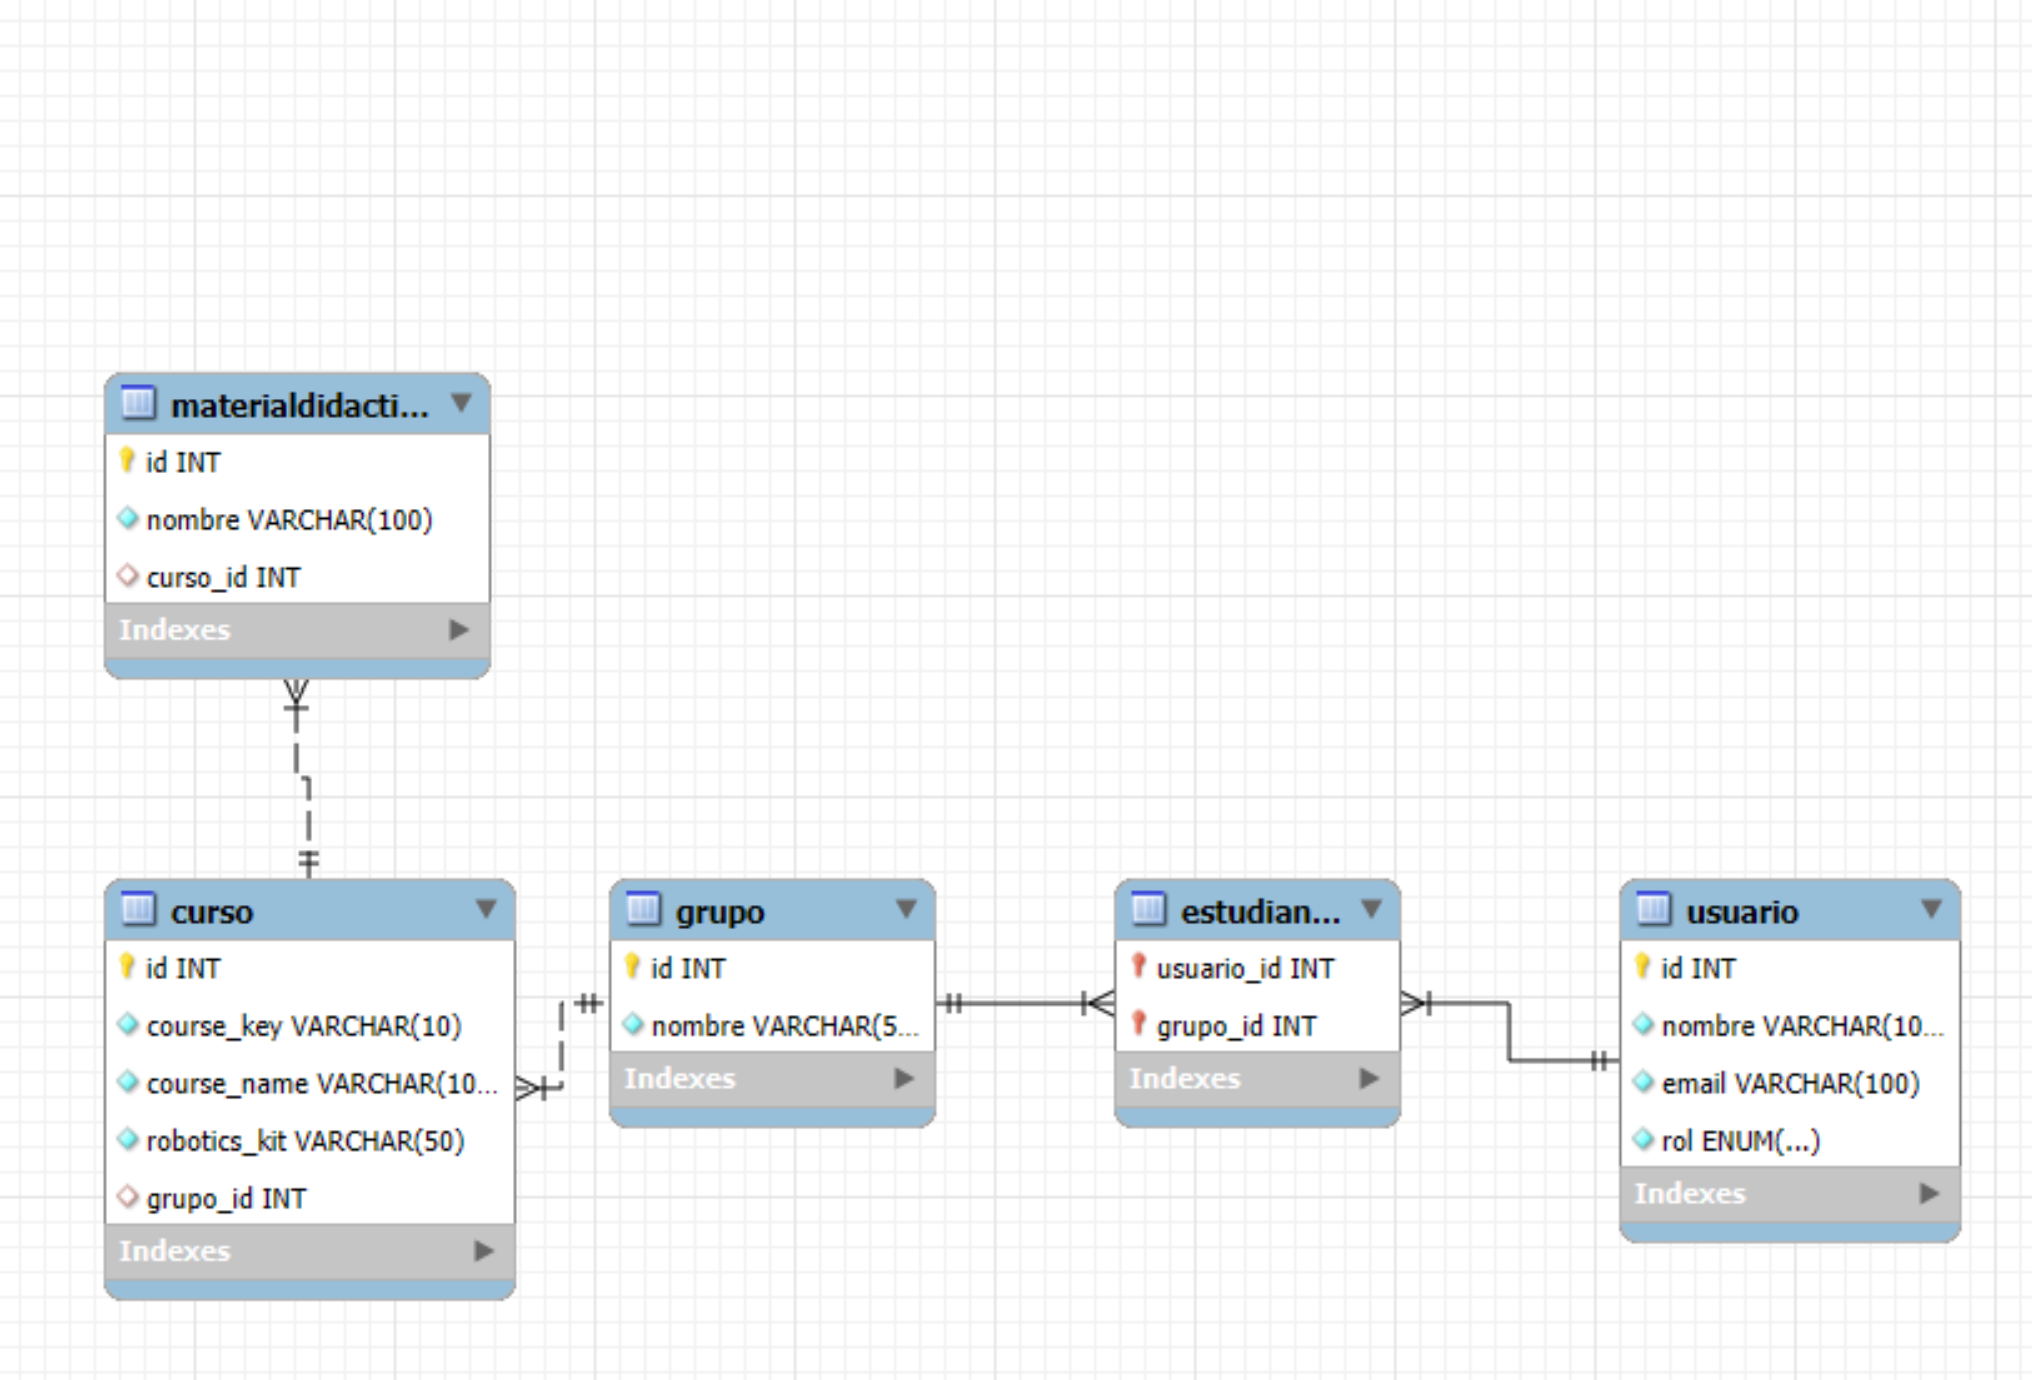 materialdidacti...
id INT
nombre VARCHAR(100)
curso_id INT
Indexes
curso
id INT
course_key VARCHAR(10)
course_name VARCHAR(10...
robotics_kit VARCHAR(50)
grupo_id INT
Indexes
grupo
id INT
nombre VARCHAR(5...
Indexes
estudian...
usuario_id INT
grupo_id INT
Indexes
usuario
id INT
nombre VARCHAR(10...
email VARCHAR(100)
rol ENUM(...)
Indexes